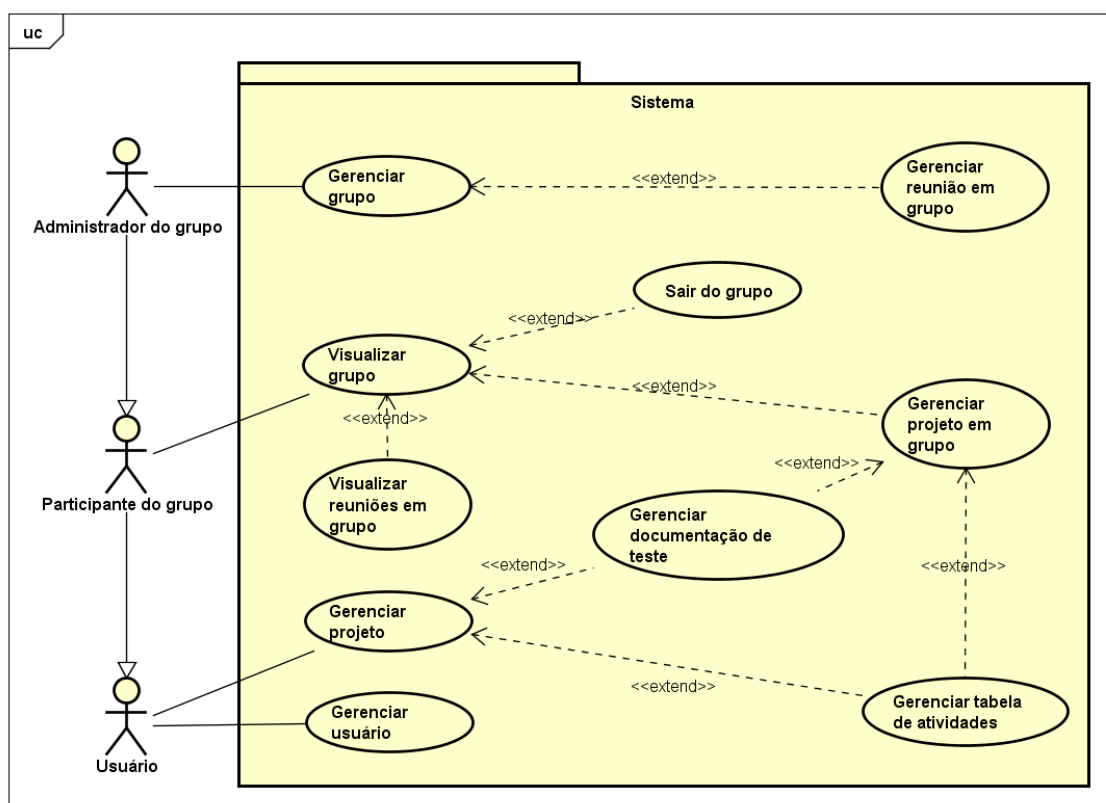 uc
Sistema
Gerenciar
grupo
<<extend>>
Gerenciar
reunião em
grupo
Administrador do grupo
Sair do grupo
<<extend>>
Visualizar
grupo
<<extend>>
Gerenciar
projeto em
grupo
<<extend>>
Participante do grupo
Visualizar
reuniões em
grupo
<<extend>>
Gerenciar
documentação de
teste
<<extend>>
<<extend>>
Gerenciar
projeto
<<extend>>
Gerenciar tabela
de atividades
Gerenciar
usuário
Usuário